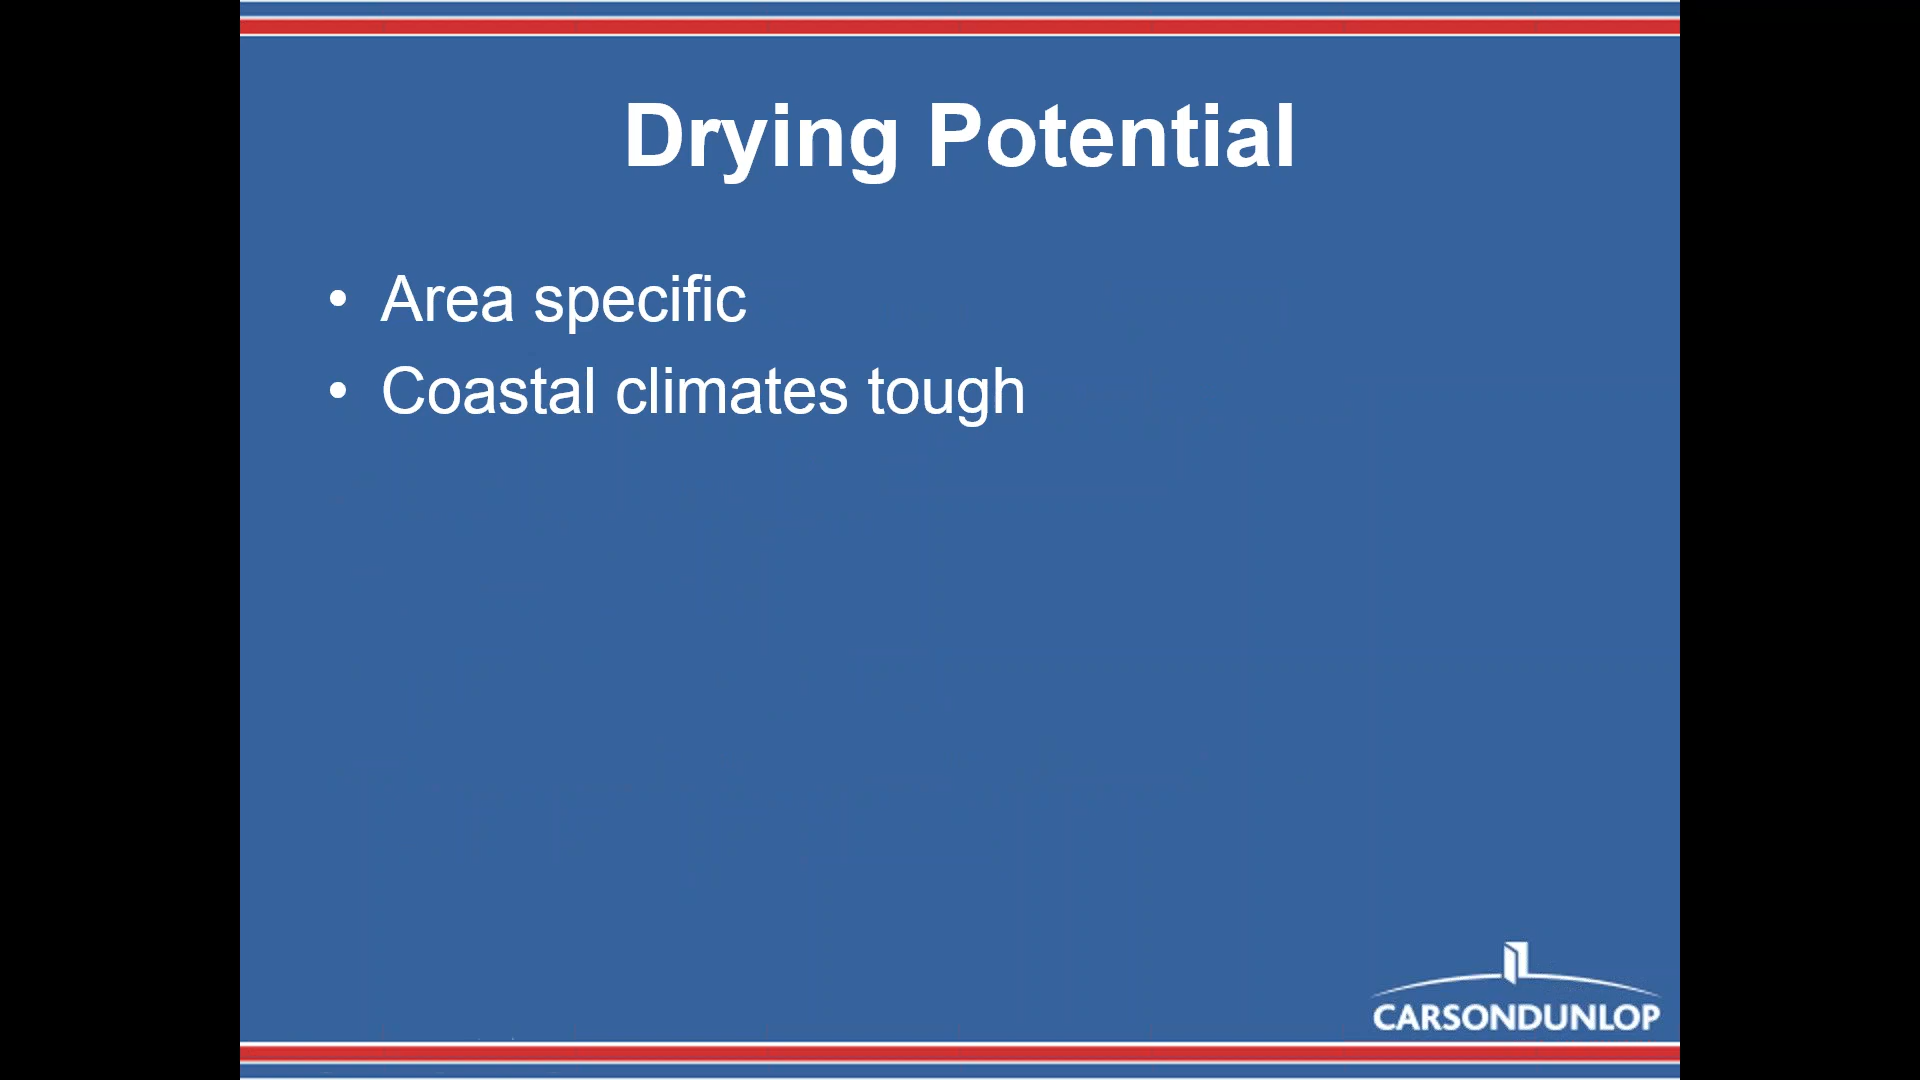 Drying Potential
• Area specific
• Coastal climates tough
CARSONDUNLOP